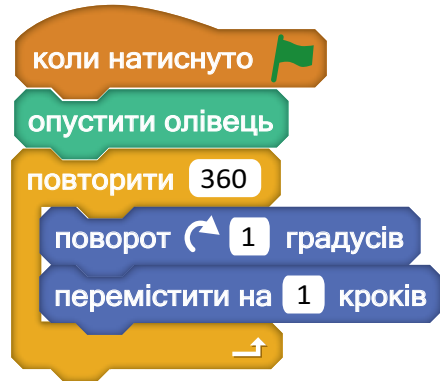 коли натиснуто
опустити олівець
повторити 360
поворот 1 градусів
перемістити на 1 кроків